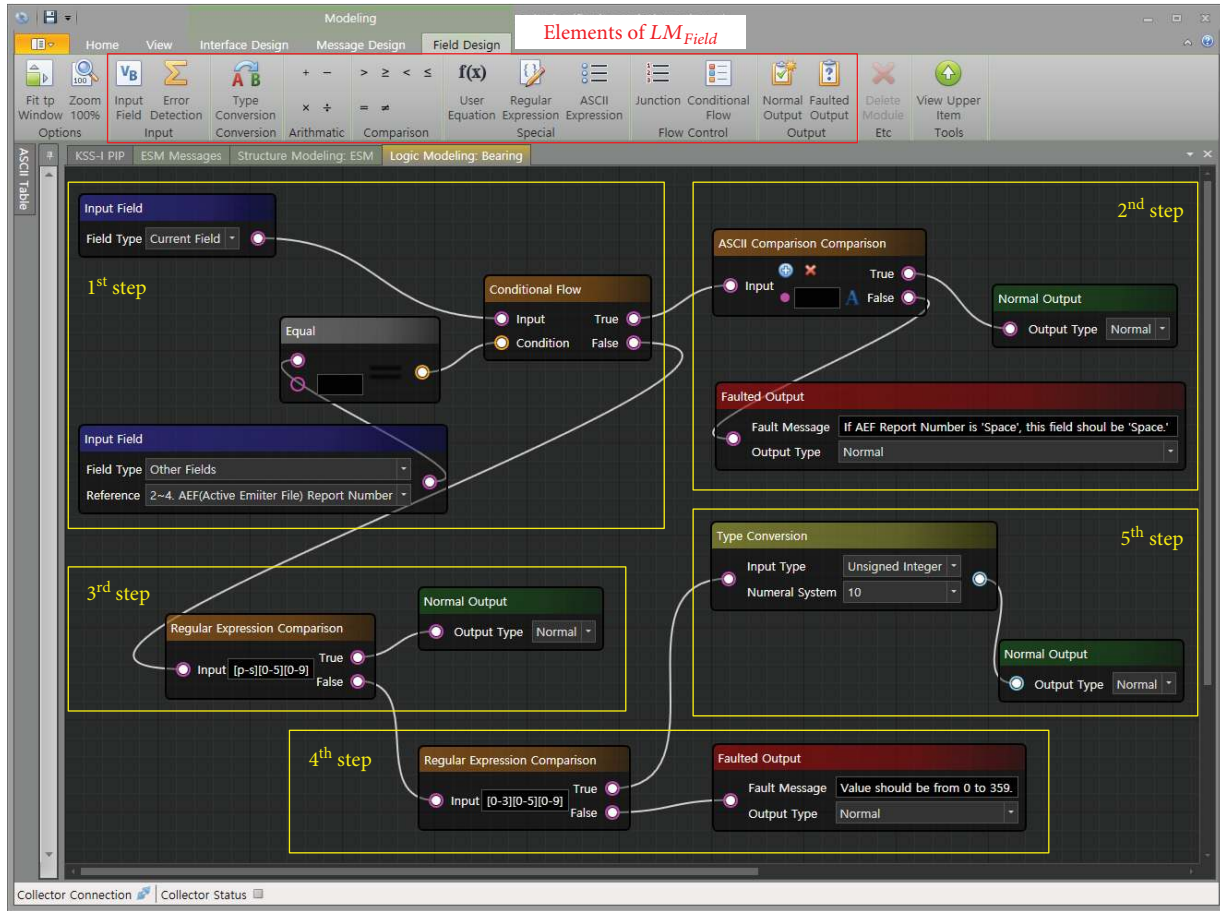 Modeling
Elements of LM_Field
Home View Interface Design Message Design Field Design
Fit tp Window
Zoom 100%
Options
Input Field
Error Detection
Input
Type Conversion
Conversion
+ −
× ÷
Arithmatic
> ≥ < ≤
= ≠
Comparison
f(x)
User Equation
Regular Expression
ASCII Expression
Special
Junction
Conditional Flow
Flow Control
Normal Output
Faulted Output
Output
Delete Module
Etc
View Upper Item
Tools
ASCII Table
KSS-I PIP ESM Messages Structure Modeling: ESM Logic Modeling: Bearing
1st step
Input Field
Field Type Current Field
Equal
=
Conditional Flow
Input True
Condition False
Input Field
Field Type Other Fields
Reference 2~4. AEF(Active Emiiter File) Report Number
2nd step
ASCII Comparison Comparison
True
Input
A False
Normal Output
Output Type Normal
Faulted Output
Fault Message If AEF Report Number is 'Space', this field shoul be 'Space.'
Output Type Normal
3rd step
Regular Expression Comparison
True
Input [p-s][0-5][0-9]
False
Normal Output
Output Type Normal
4th step
Regular Expression Comparison
True
Input [0-3][0-5][0-9]
False
Faulted Output
Fault Message Value should be from 0 to 359.
Output Type Normal
5th step
Type Conversion
Input Type Unsigned Integer
Numeral System 10
Normal Output
Output Type Normal
Collector Connection Collector Status